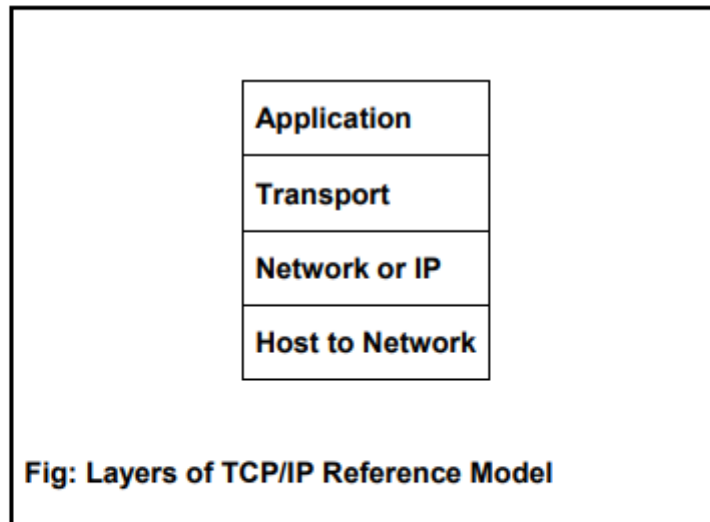 Application
Transport
Network or IP
Host to Network
Fig: Layers of TCP/IP Reference Model